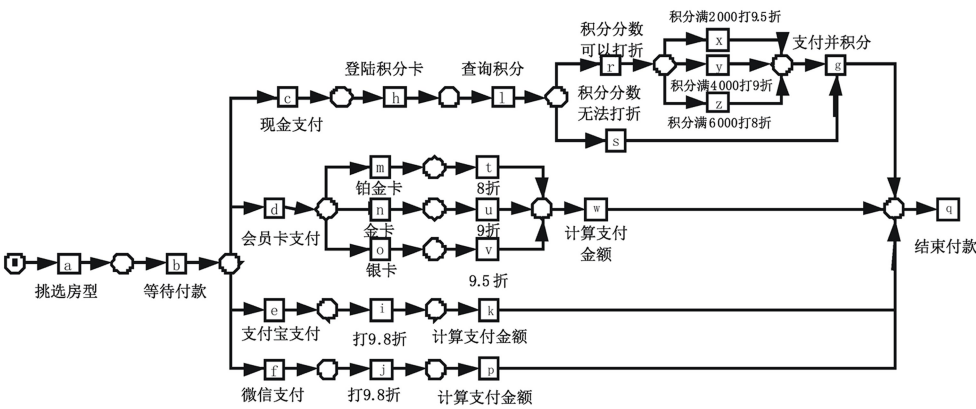 积分满2000打9.5折
积分分数
可以打折
x
支付并积分
登陆积分卡
查询积分
r
y
g
积分满4000打9折
c
h
l
积分分数
无法打折
z
现金支付
积分满6000打8折
s
m
t
铂金卡
8折
d
n
u
w
q
会员卡支付
金卡
9折
计算支付
金额
o
v
结束付款
银卡
a
b
9.5折
挑选房型
等待付款
e
i
k
支付宝支付
打9.8折
计算支付金额
f
j
p
微信支付
打9.8折
计算支付金额